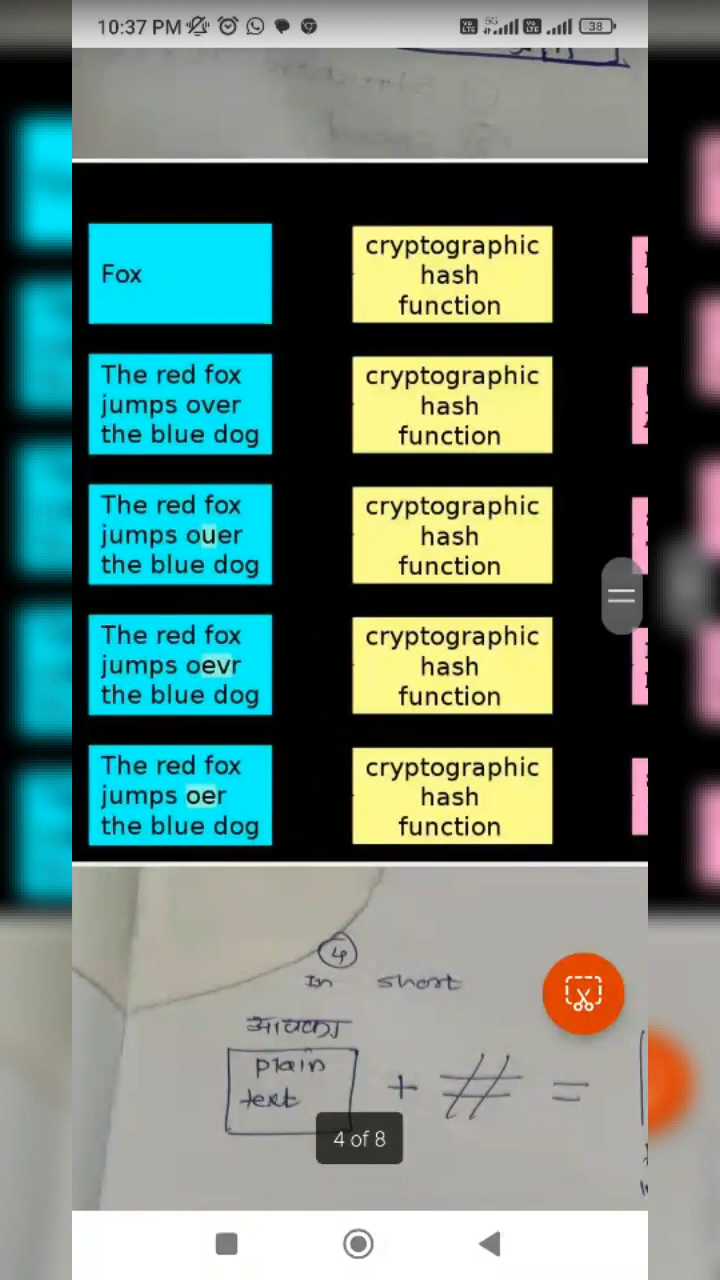 10:37 PM
5G
38
Fox
cryptographic
hash
function
The red fox
jumps over
the blue dog
cryptographic
hash
function
The red fox
jumps ouer
the blue dog
cryptographic
hash
function
The red fox
jumps oevr
the blue dog
cryptographic
hash
function
The red fox
jumps oer
the blue dog
cryptographic
hash
function
4
In short
आपका
plain
text
+ # =
4 of 8